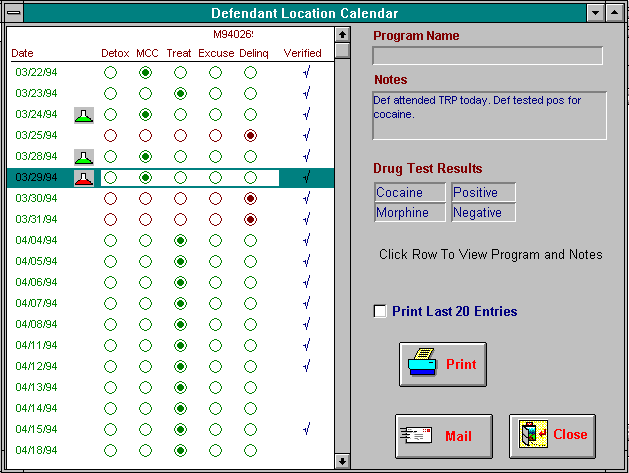 Defendant Location Calendar
M94026
Date Detox MCC Treat Excuse Delinq Verified
03/22/94 √
03/23/94 √
03/24/94 √
03/25/94 √
03/28/94 √
03/29/94 √
03/30/94 √
03/31/94 √
04/04/94 √
04/05/94 √
04/06/94 √
04/07/94 √
04/08/94 √
04/11/94 √
04/12/94 √
04/13/94
04/14/94
04/15/94 √
04/18/94
Program Name
Notes
Def attended TRP today. Def tested pos for
cocaine.
Drug Test Results
Cocaine Positive
Morphine Negative
Click Row To View Program and Notes
Print Last 20 Entries
Print
Mail
Close